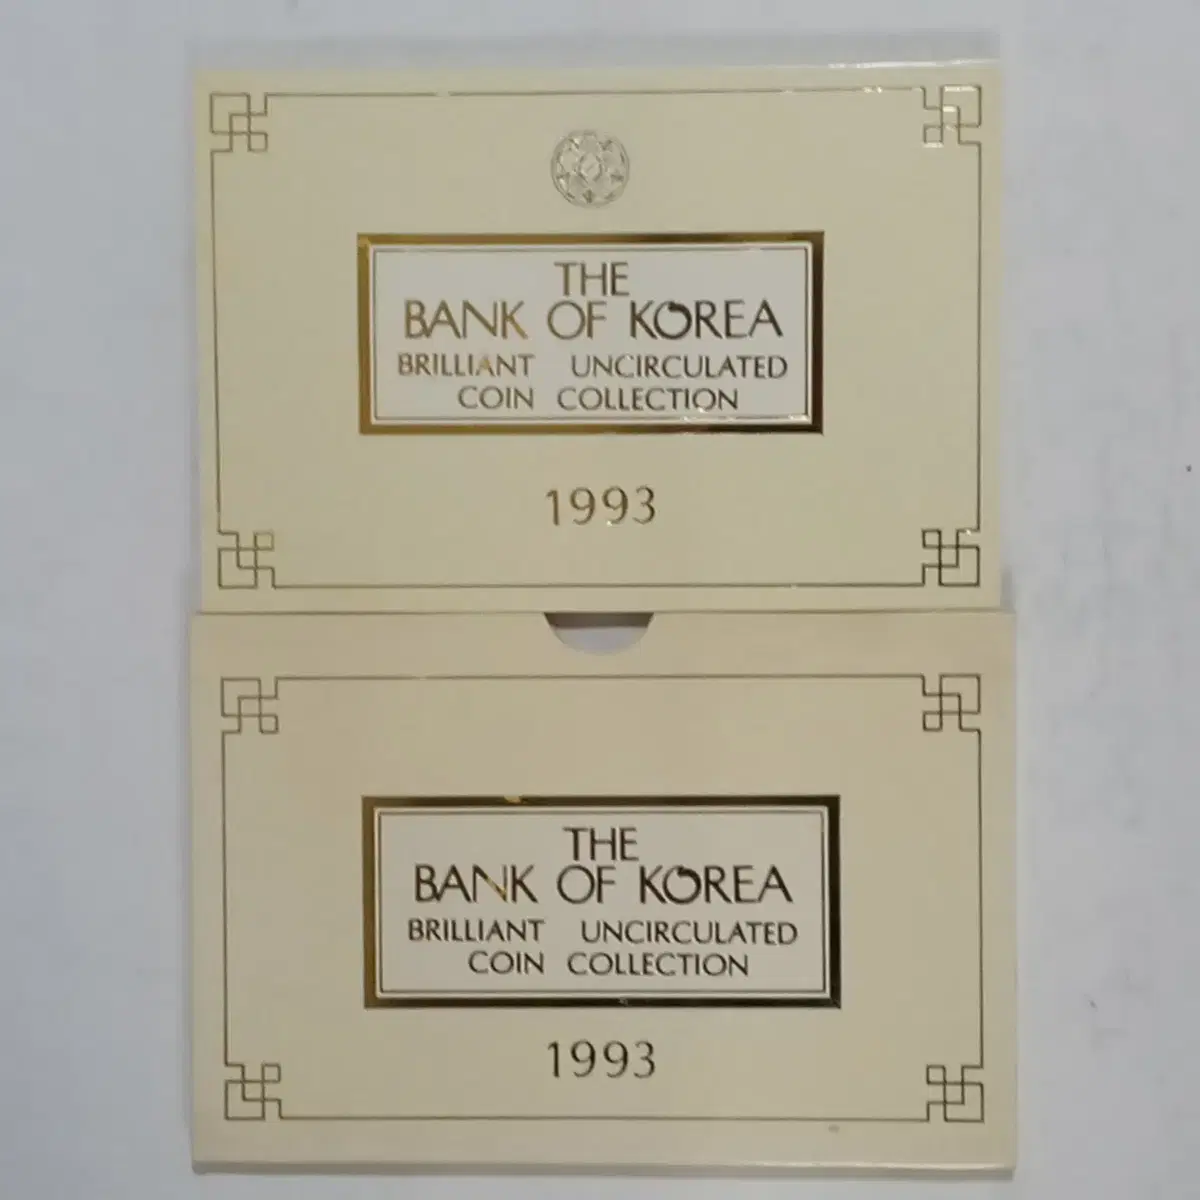 THE
BANK OF KOREA
BRILLIANT UNCIRCULATED
COIN COLLECTION
1993
THE
BANK OF KOREA
BRILLIANT UNCIRCULATED
COIN COLLECTION
1993